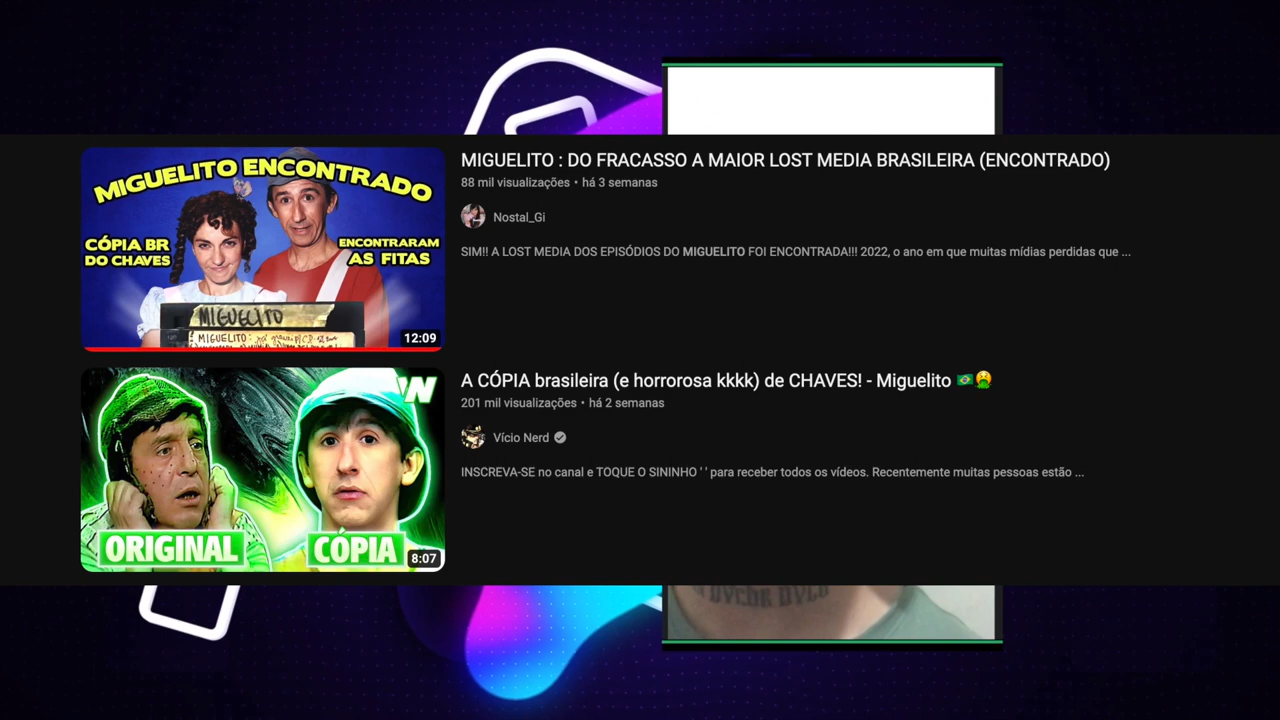 MIGUELITO ENCONTRADO
CÓPIA BR
DO CHAVES
ENCONTRARAM
AS FITAS
MIGUELITO
MIGUELITO:
12:09
MIGUELITO : DO FRACASSO A MAIOR LOST MEDIA BRASILEIRA (ENCONTRADO)
88 mil visualizações • há 3 semanas
Nostal_Gi
SIM!! A LOST MEDIA DOS EPISÓDIOS DO MIGUELITO FOI ENCONTRADA!!! 2022, o ano em que muitas mídias perdidas que ...
ORIGINAL
CÓPIA
8:07
A CÓPIA brasileira (e horrorosa kkkk) de CHAVES! - Miguelito 🇧🇷🤮
201 mil visualizações • há 2 semanas
Vício Nerd
INSCREVA-SE no canal e TOQUE O SININHO ' ' para receber todos os vídeos. Recentemente muitas pessoas estão ...